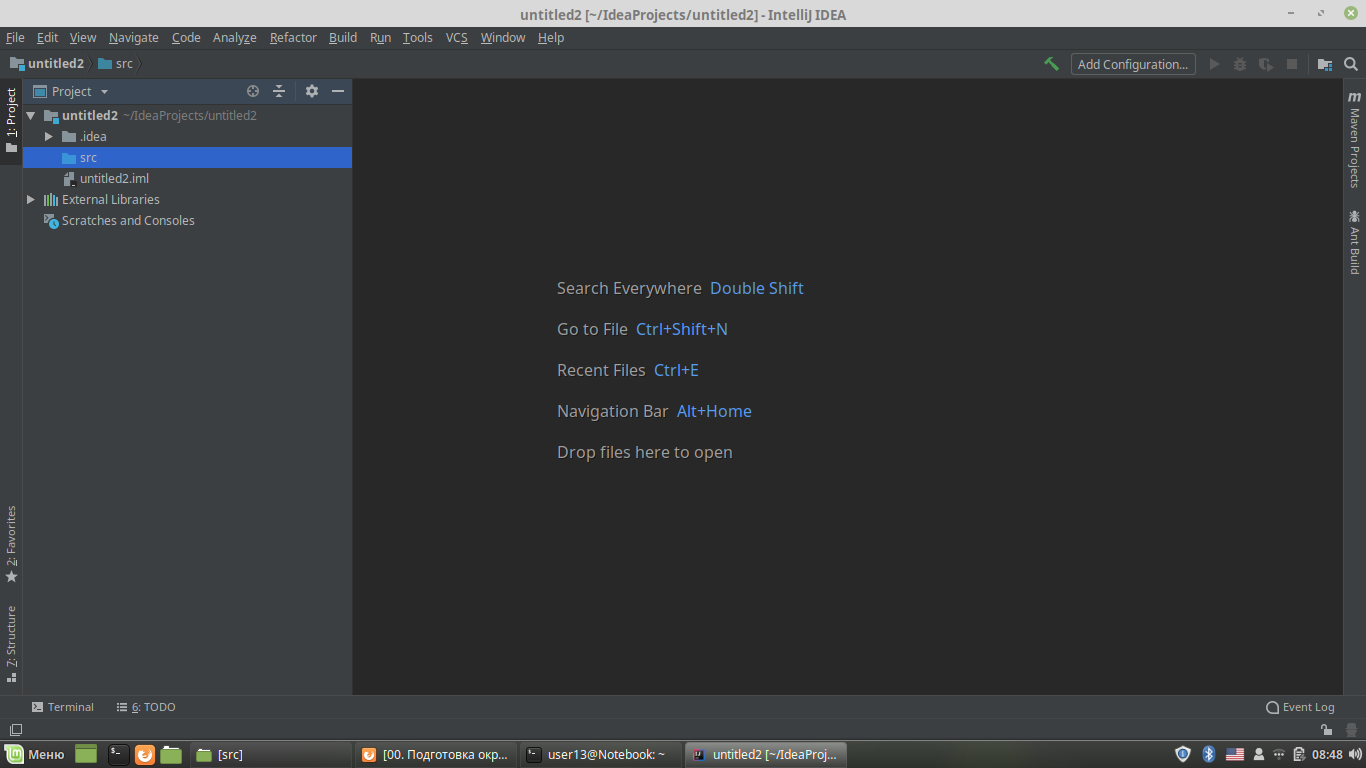 untitled2 [~/IdeaProjects/untitled2] - IntelliJ IDEA
File Edit View Navigate Code Analyze Refactor Build Run Tools VCS Window Help
untitled2 src Add Configuration...
1: Project
Project
untitled2 ~/IdeaProjects/untitled2
.idea
src
untitled2.iml
External Libraries
Scratches and Consoles
Search Everywhere Double Shift
Go to File Ctrl+Shift+N
Recent Files Ctrl+E
Navigation Bar Alt+Home
Drop files here to open
m Maven Projects
Ant Build
2: Favorites
7: Structure
Terminal 6: TODO Event Log
Меню [src] [00. Подготовка окр... user13@Notebook: ~ untitled2 [~/IdeaProj... 08:48